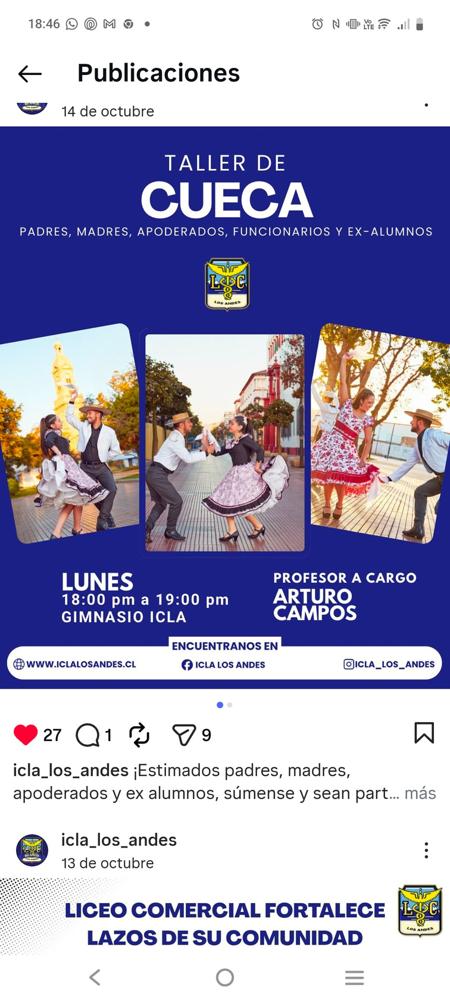 18:46
Vo
LTE
Publicaciones
14 de octubre
TALLER DE
CUECA
PADRES, MADRES, APODERADOS, FUNCIONARIOS Y EX-ALUMNOS
L C
LOS ANDES
LUNES
18:00 pm a 19:00 pm
GIMNASIO ICLA
PROFESOR A CARGO
ARTURO
CAMPOS
ENCUENTRANOS EN
WWW.ICLALOSANDES.CL
ICLA LOS ANDES
ICLA_LOS_ANDES
27
1
9
icla_los_andes ¡Estimados padres, madres,
apoderados y ex alumnos, súmense y sean part... más
icla_los_andes
13 de octubre
LICEO COMERCIAL FORTALECE
LAZOS DE SU COMUNIDAD
L C
LOS ANDES